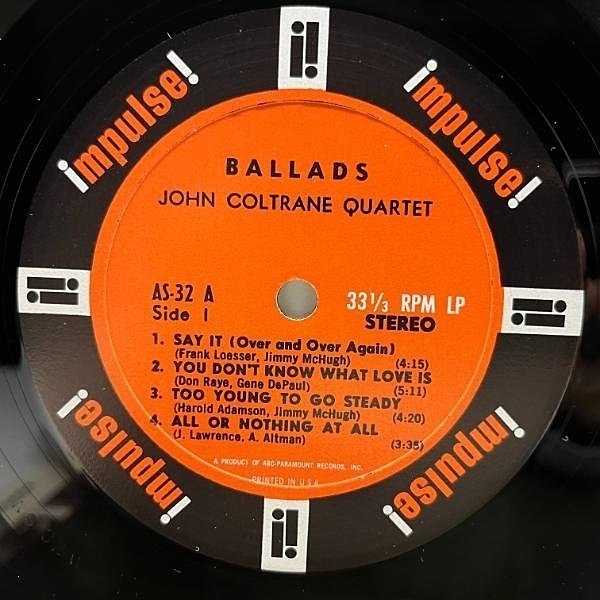 impulse!
impulse!
BALLADS
JOHN COLTRANE QUARTET
AS-32 A
Side 1
33 1/3 RPM LP
STEREO
1. SAY IT (Over and Over Again)
(Frank Loesser, Jimmy McHugh) (4:15)
2. YOU DON'T KNOW WHAT LOVE IS
(Don Raye, Gene DePaul) (5:11)
3. TOO YOUNG TO GO STEADY
(Harold Adamson, Jimmy McHugh) (4:20)
4. ALL OR NOTHING AT ALL
(J. Lawrence, A. Altman) (3:35)
A PRODUCT OF ABC-PARAMOUNT RECORDS, INC.
PRINTED IN U.S.A.
impulse!
impulse!